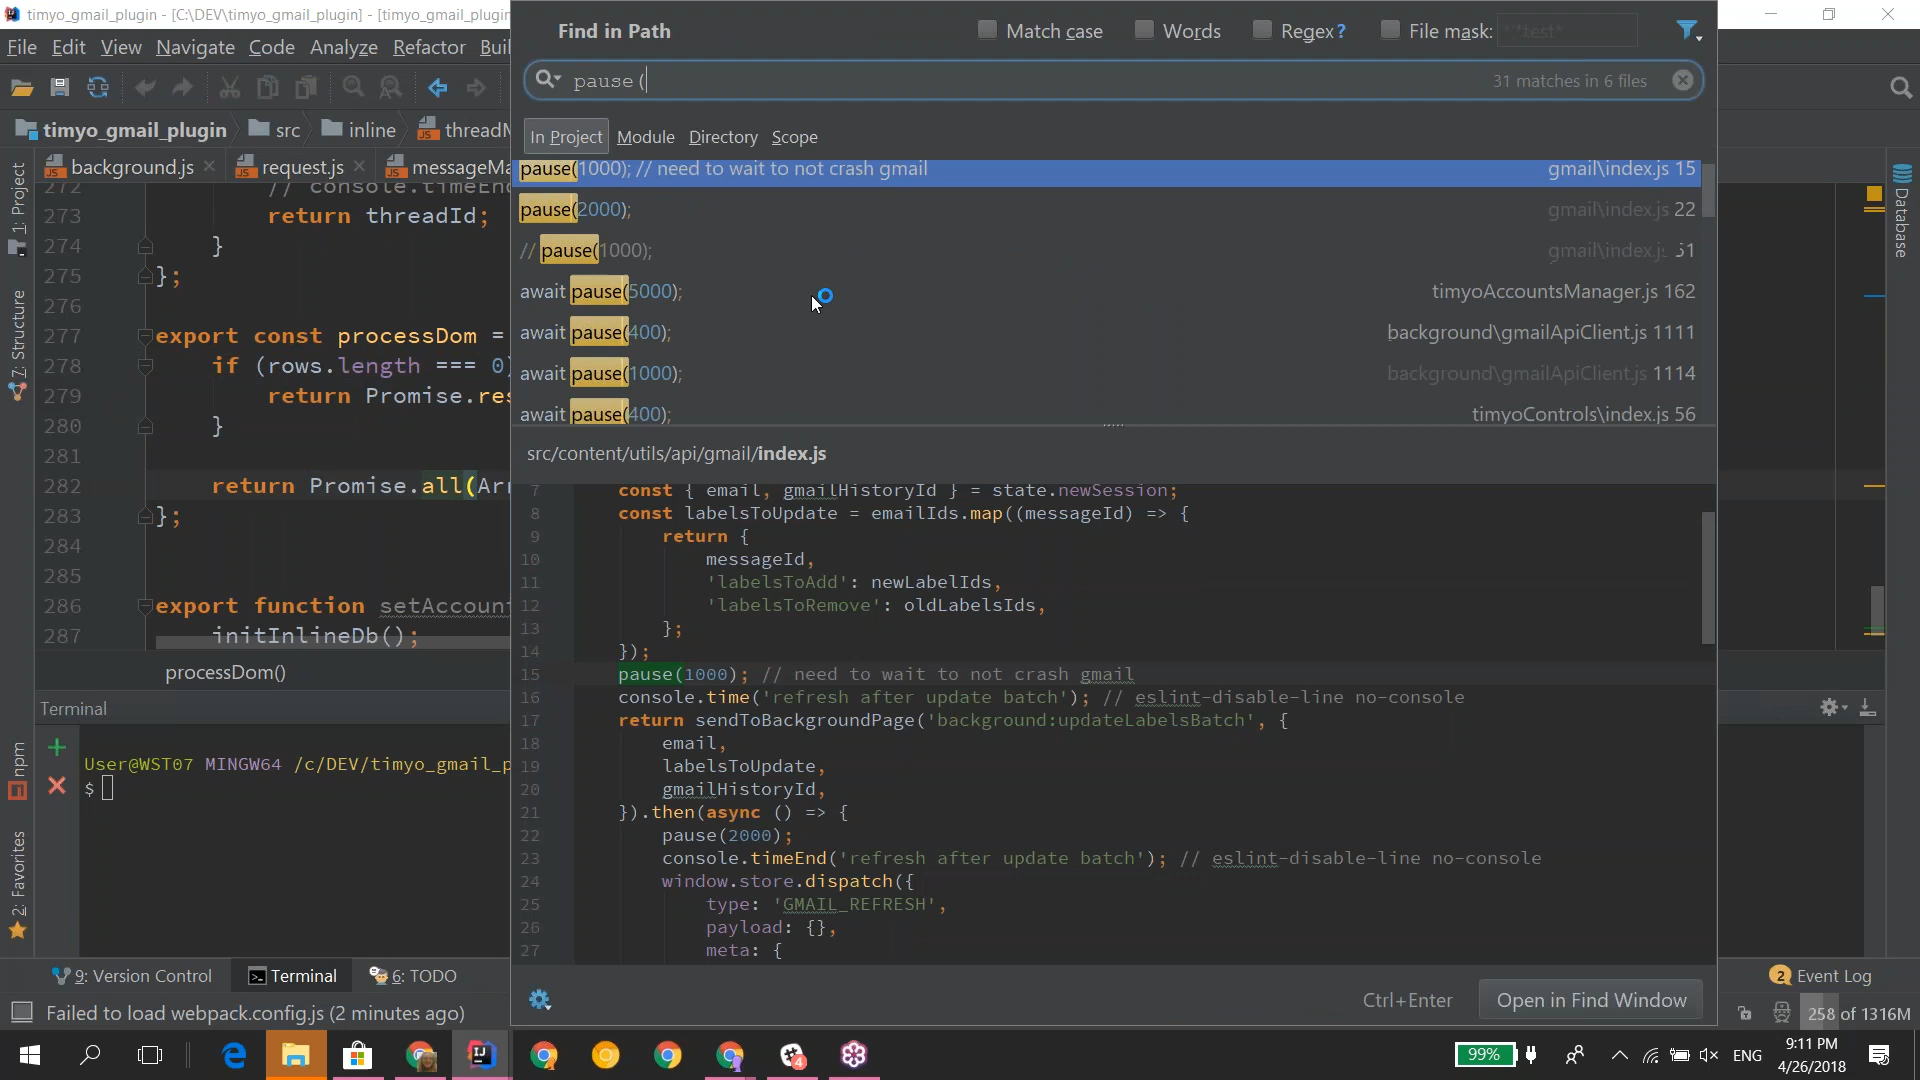 timyo_gmail_plugin - [C:\DEV\timyo_gmail_plugin] - [timyo_gmail_plugin
File Edit View Navigate Code Analyze Refactor Buil
timyo_gmail_plugin src inline threadM
background.js request.js messageMa
1: Project
7: Structure
npm
2: Favorites
272 // console.timeEnd
273 return threadId;
274 }
275 };
276
277 export const processDom =
278 if (rows.length === 0)
279 return Promise.res
280 }
281
282 return Promise.all(Arr
283 };
284
285
286 export function setAccount
287 initInlineDb();
processDom()
Terminal
User@WST07 MINGW64 /c/DEV/timyo_gmail_p
$
9: Version Control Terminal 6: TODO
Failed to load webpack.config.js (2 minutes ago)
Find in Path Match case Words Regex? File mask: *test*
pause( 31 matches in 6 files
In Project Module Directory Scope
pause(1000); // need to wait to not crash gmail gmail\index.js 15
pause(2000); gmail\index.js 22
// pause(1000); gmail\index.js 51
await pause(5000); timyoAccountsManager.js 162
await pause(400); background\gmailApiClient.js 1111
await pause(1000); background\gmailApiClient.js 1114
await pause(400); timyoControls\index.js 56
src/content/utils/api/gmail/index.js
7 const { email, gmailHistoryId } = state.newSession;
8 const labelsToUpdate = emailIds.map((messageId) => {
9 return {
10 messageId,
11 'labelsToAdd': newLabelIds,
12 'labelsToRemove': oldLabelsIds,
13 };
14 });
15 pause(1000); // need to wait to not crash gmail
16 console.time('refresh after update batch'); // eslint-disable-line no-console
17 return sendToBackgroundPage('background:updateLabelsBatch', {
18 email,
19 labelsToUpdate,
20 gmailHistoryId,
21 }).then(async () => {
22 pause(2000);
23 console.timeEnd('refresh after update batch'); // eslint-disable-line no-console
24 window.store.dispatch({
25 type: 'GMAIL_REFRESH',
26 payload: {},
27 meta: {
Ctrl+Enter Open in Find Window
Database
2 Event Log
258 of 1316M
4
99% ENG 9:11 PM
4/26/2018